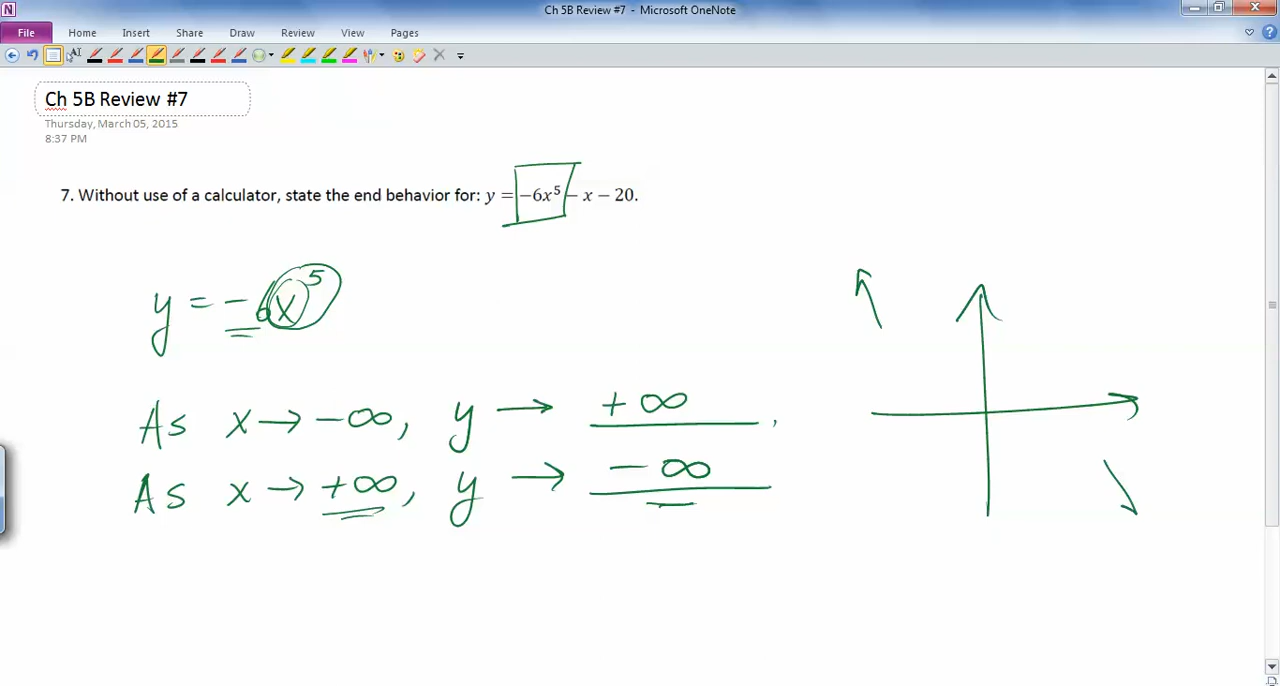 Ch 5B Review #7 - Microsoft OneNote
File Home Insert Share Draw Review View Pages
Ch 5B Review #7
Thursday, March 05, 2015
8:37 PM
7. Without use of a calculator, state the end behavior for: y = −6x⁵ − x − 20.
y = −6x⁵
As x → −∞, y → +∞,
As x → +∞, y → −∞